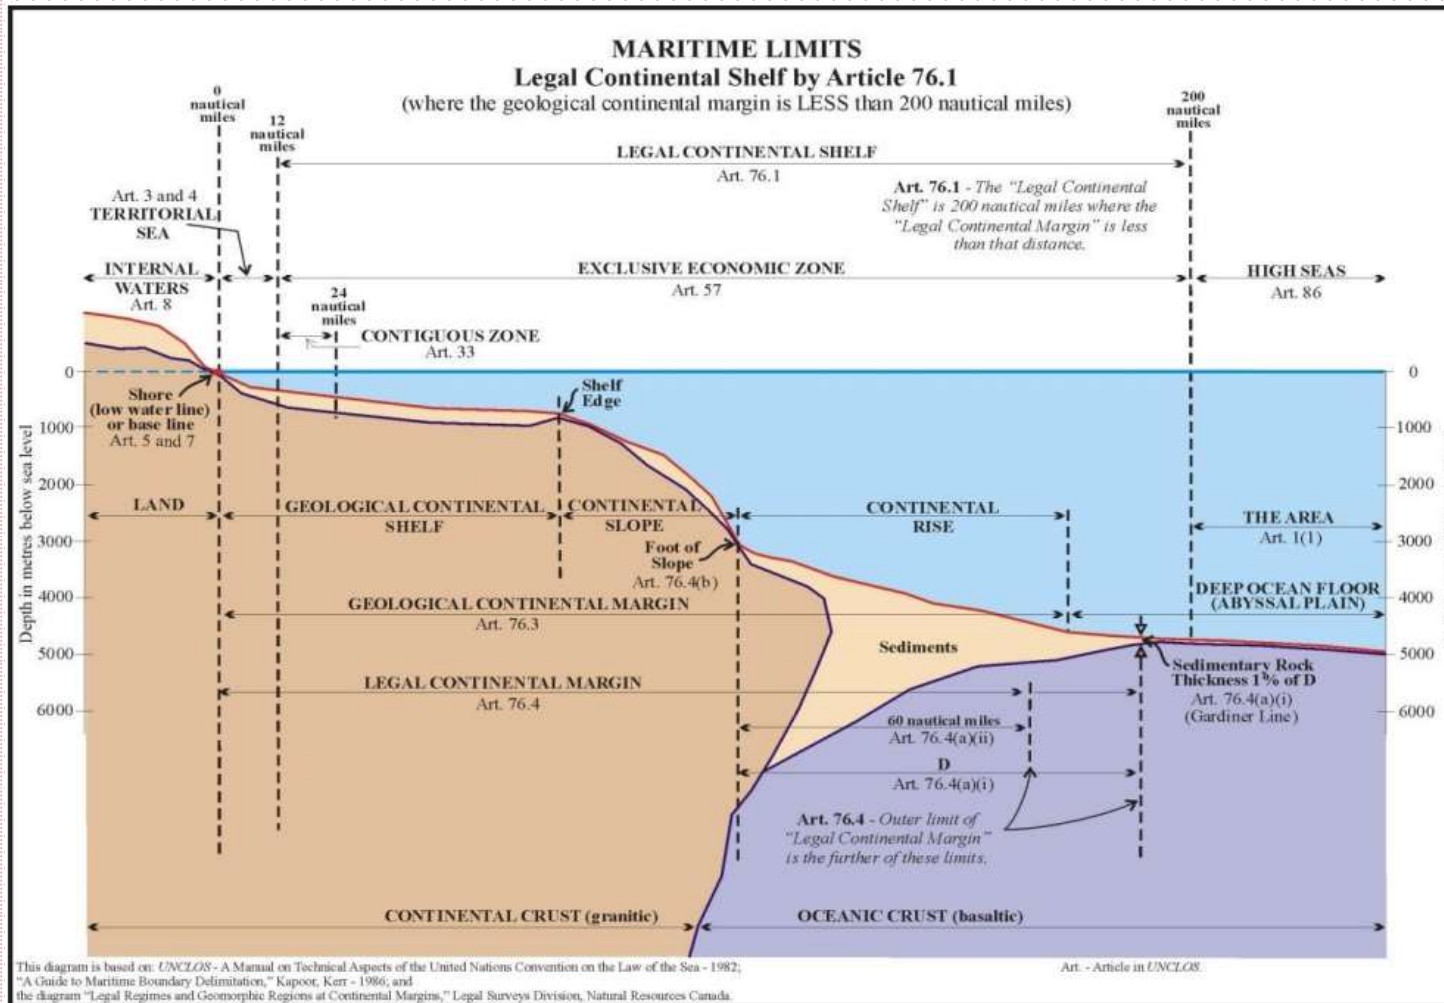 MARITIME LIMITS
Legal Continental Shelf by Article 76.1
(where the geological continental margin is LESS than 200 nautical miles)
0
nautical
miles
12
nautical
miles
200
nautical
miles
LEGAL CONTINENTAL SHELF
Art. 76.1
Art. 76.1 - The “Legal Continental
Shelf” is 200 nautical miles where the
“Legal Continental Margin” is less
than that distance.
Art. 3 and 4
TERRITORIAL
SEA
INTERNAL
WATERS
Art. 8
EXCLUSIVE ECONOMIC ZONE
Art. 57
HIGH SEAS
Art. 86
24
nautical
miles
CONTIGUOUS ZONE
Art. 33
0
1000
2000
3000
4000
5000
6000
Depth in metres below sea level
0
1000
2000
3000
4000
5000
6000
Shore
(low water line)
or base line
Art. 5 and 7
Shelf
Edge
LAND
GEOLOGICAL CONTINENTAL
SHELF
CONTINENTAL
SLOPE
CONTINENTAL
RISE
THE AREA
Art. 1(1)
Foot of
Slope
Art. 76.4(b)
DEEP OCEAN FLOOR
(ABYSSAL PLAIN)
GEOLOGICAL CONTINENTAL MARGIN
Art. 76.3
Sediments
Sedimentary Rock
Thickness 1% of D
Art. 76.4(a)(i)
(Gardiner Line)
LEGAL CONTINENTAL MARGIN
Art. 76.4
60 nautical miles
Art. 76.4(a)(ii)
D
Art. 76.4(a)(i)
Art. 76.4 - Outer limit of
“Legal Continental Margin”
is the further of these limits.
CONTINENTAL CRUST (granitic)
OCEANIC CRUST (basaltic)
This diagram is based on: UNCLOS - A Manual on Technical Aspects of the United Nations Convention on the Law of the Sea - 1982;
“A Guide to Maritime Boundary Delimitation,” Kapoor, Kerr - 1986; and
the diagram “Legal Regimes and Geomorphic Regions at Continental Margins,” Legal Surveys Division, Natural Resources Canada.
Art. - Article in UNCLOS.